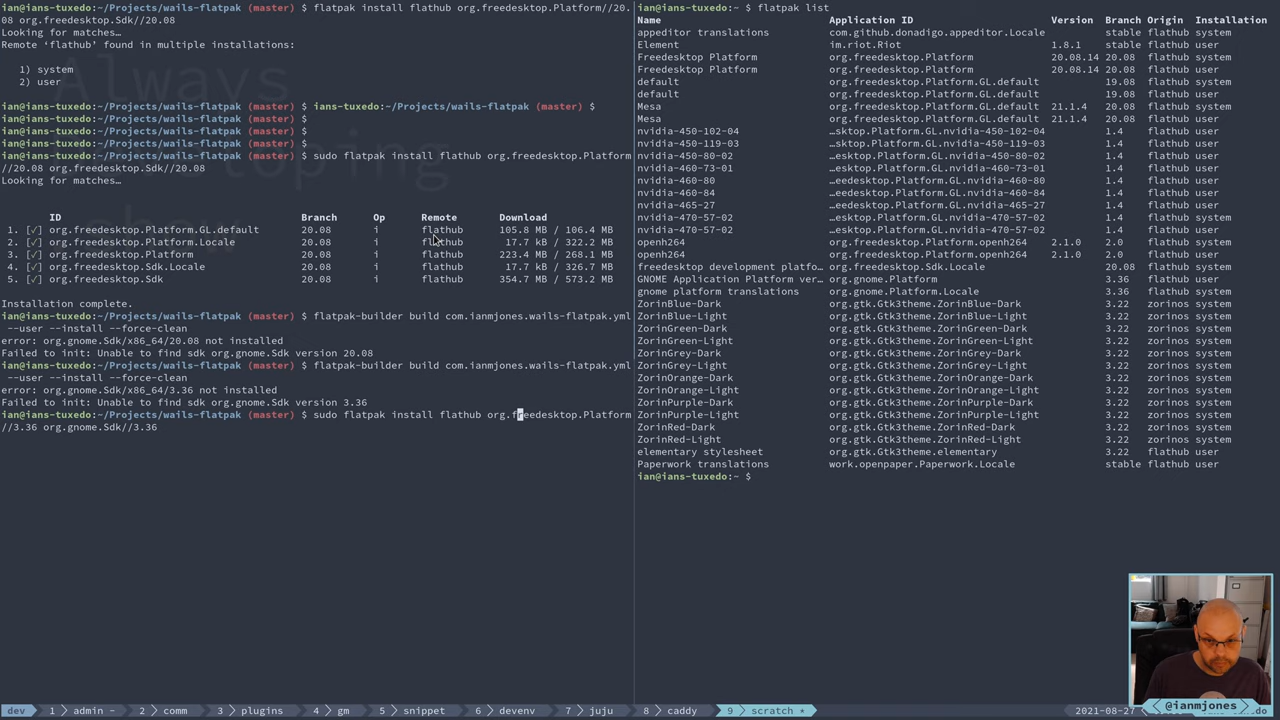 ian@ians-tuxedo:~/Projects/wails-flatpak (master) $ flatpak install flathub org.freedesktop.Platform//20.
08 org.freedesktop.Sdk//20.08
Looking for matches…
Remote ‘flathub’ found in multiple installations:
1) system
2) user
ian@ians-tuxedo:~/Projects/wails-flatpak (master) $ ians-tuxedo:~/Projects/wails-flatpak (master) $
ian@ians-tuxedo:~/Projects/wails-flatpak (master) $
ian@ians-tuxedo:~/Projects/wails-flatpak (master) $
ian@ians-tuxedo:~/Projects/wails-flatpak (master) $
ian@ians-tuxedo:~/Projects/wails-flatpak (master) $ sudo flatpak install flathub org.freedesktop.Platform
//20.08 org.freedesktop.Sdk//20.08
Looking for matches…
ID Branch Op Remote Download
1. [✓] org.freedesktop.Platform.GL.default 20.08 i flathub 105.8 MB / 106.4 MB
2. [✓] org.freedesktop.Platform.Locale 20.08 i flathub 17.7 kB / 322.2 MB
3. [✓] org.freedesktop.Platform 20.08 i flathub 223.4 MB / 268.1 MB
4. [✓] org.freedesktop.Sdk.Locale 20.08 i flathub 17.7 kB / 326.7 MB
5. [✓] org.freedesktop.Sdk 20.08 i flathub 354.7 MB / 573.2 MB
Installation complete.
ian@ians-tuxedo:~/Projects/wails-flatpak (master) $ flatpak-builder build com.ianmjones.wails-flatpak.yml
--user --install --force-clean
error: org.gnome.Sdk/x86_64/20.08 not installed
Failed to init: Unable to find sdk org.gnome.Sdk version 20.08
ian@ians-tuxedo:~/Projects/wails-flatpak (master) $ flatpak-builder build com.ianmjones.wails-flatpak.yml
--user --install --force-clean
error: org.gnome.Sdk/x86_64/3.36 not installed
Failed to init: Unable to find sdk org.gnome.Sdk version 3.36
ian@ians-tuxedo:~/Projects/wails-flatpak (master) $ sudo flatpak install flathub org.freedesktop.Platform
//3.36 org.gnome.Sdk//3.36
Always
show
ian@ians-tuxedo:~ $ flatpak list
Name Application ID Version Branch Origin Installation
appeditor translations com.github.donadigo.appeditor.Locale stable flathub system
Element im.riot.Riot 1.8.1 stable flathub user
Freedesktop Platform org.freedesktop.Platform 20.08.14 20.08 flathub system
Freedesktop Platform org.freedesktop.Platform 20.08.14 20.08 flathub user
default org.freedesktop.Platform.GL.default 19.08 flathub system
default org.freedesktop.Platform.GL.default 19.08 flathub user
Mesa org.freedesktop.Platform.GL.default 21.1.4 20.08 flathub system
Mesa org.freedesktop.Platform.GL.default 21.1.4 20.08 flathub user
nvidia-450-102-04 …sktop.Platform.GL.nvidia-450-102-04 1.4 flathub user
nvidia-450-119-03 …sktop.Platform.GL.nvidia-450-119-03 1.4 flathub user
nvidia-450-80-02 …esktop.Platform.GL.nvidia-450-80-02 1.4 flathub user
nvidia-460-73-01 …esktop.Platform.GL.nvidia-460-73-01 1.4 flathub user
nvidia-460-80 …eedesktop.Platform.GL.nvidia-460-80 1.4 flathub user
nvidia-460-84 …eedesktop.Platform.GL.nvidia-460-84 1.4 flathub user
nvidia-465-27 …eedesktop.Platform.GL.nvidia-465-27 1.4 flathub user
nvidia-470-57-02 …esktop.Platform.GL.nvidia-470-57-02 1.4 flathub system
nvidia-470-57-02 …esktop.Platform.GL.nvidia-470-57-02 1.4 flathub user
openh264 org.freedesktop.Platform.openh264 2.1.0 2.0 flathub system
openh264 org.freedesktop.Platform.openh264 2.1.0 2.0 flathub user
freedesktop development platfo… org.freedesktop.Sdk.Locale 20.08 flathub system
GNOME Application Platform ver… org.gnome.Platform 3.36 flathub user
gnome platform translations org.gnome.Platform.Locale 3.36 flathub system
ZorinBlue-Dark org.gtk.Gtk3theme.ZorinBlue-Dark 3.22 zorinos system
ZorinBlue-Light org.gtk.Gtk3theme.ZorinBlue-Light 3.22 zorinos system
ZorinGreen-Dark org.gtk.Gtk3theme.ZorinGreen-Dark 3.22 zorinos system
ZorinGreen-Light org.gtk.Gtk3theme.ZorinGreen-Light 3.22 zorinos system
ZorinGrey-Dark org.gtk.Gtk3theme.ZorinGrey-Dark 3.22 zorinos system
ZorinGrey-Light org.gtk.Gtk3theme.ZorinGrey-Light 3.22 zorinos system
ZorinOrange-Dark org.gtk.Gtk3theme.ZorinOrange-Dark 3.22 zorinos system
ZorinOrange-Light org.gtk.Gtk3theme.ZorinOrange-Light 3.22 zorinos system
ZorinPurple-Dark org.gtk.Gtk3theme.ZorinPurple-Dark 3.22 zorinos system
ZorinPurple-Light org.gtk.Gtk3theme.ZorinPurple-Light 3.22 zorinos system
ZorinRed-Dark org.gtk.Gtk3theme.ZorinRed-Dark 3.22 zorinos system
ZorinRed-Light org.gtk.Gtk3theme.ZorinRed-Light 3.22 zorinos system
elementary stylesheet org.gtk.Gtk3theme.elementary 3.22 flathub user
Paperwork translations work.openpaper.Paperwork.Locale stable flathub user
ian@ians-tuxedo:~ $
dev 1 admin - 2 comm 3 plugins 4 gm 5 snippet 6 devenv 7 juju 8 caddy 9 scratch * 2021-08-27
<@ianmjones>